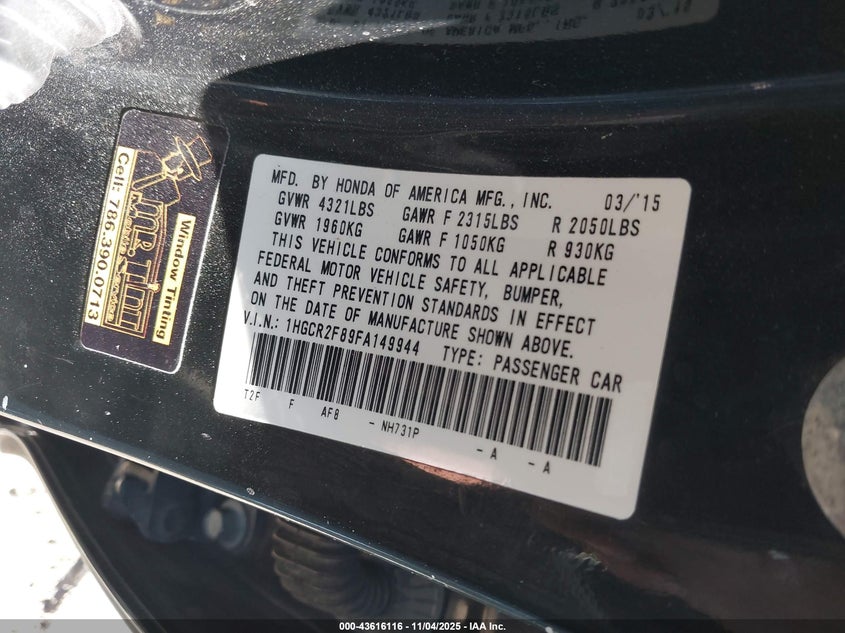 MFD. BY HONDA OF AMERICA MFG., INC. 03/'15
GVWR 4321LBS GAWR F 2315LBS R 2050LBS
GVWR 1960KG GAWR F 1050KG R 930KG
THIS VEHICLE CONFORMS TO ALL APPLICABLE
FEDERAL MOTOR VEHICLE SAFETY, BUMPER,
AND THEFT PREVENTION STANDARDS IN EFFECT
ON THE DATE OF MANUFACTURE SHOWN ABOVE.
V.I.N.: 1HGCR2F89FA149944 TYPE: PASSENGER CAR
T2F F AF8 - NH731P -A -A
Window Tinting
MR. Tint
Cell: 786.390.0713
000-43616116 - 11/04/2025 - IAA Inc.